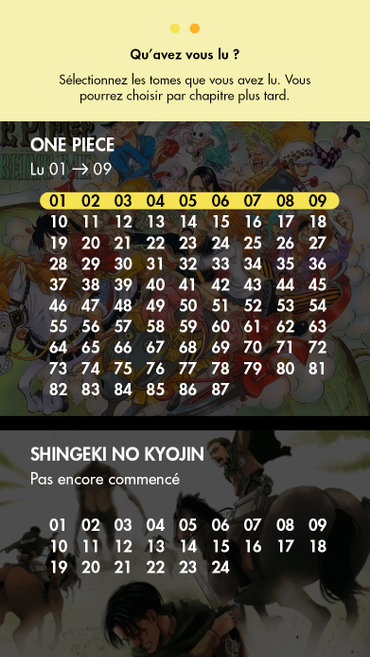 Qu’avez vous lu ?
Sélectionnez les tomes que vous avez lu. Vous
pourrez choisir par chapitre plus tard.
ONE PIECE
Lu 01 → 09
01 02 03 04 05 06 07 08 09
10 11 12 13 14 15 16 17 18
19 20 21 22 23 24 25 26 27
28 29 30 31 32 33 34 35 36
37 38 39 40 41 42 43 44 45
46 47 48 49 50 51 52 53 54
55 56 57 58 59 60 61 62 63
64 65 66 67 68 69 70 71 72
73 74 75 76 77 78 79 80 81
82 83 84 85 86 87
SHINGEKI NO KYOJIN
Pas encore commencé
01 02 03 04 05 06 07 08 09
10 11 12 13 14 15 16 17 18
19 20 21 22 23 24